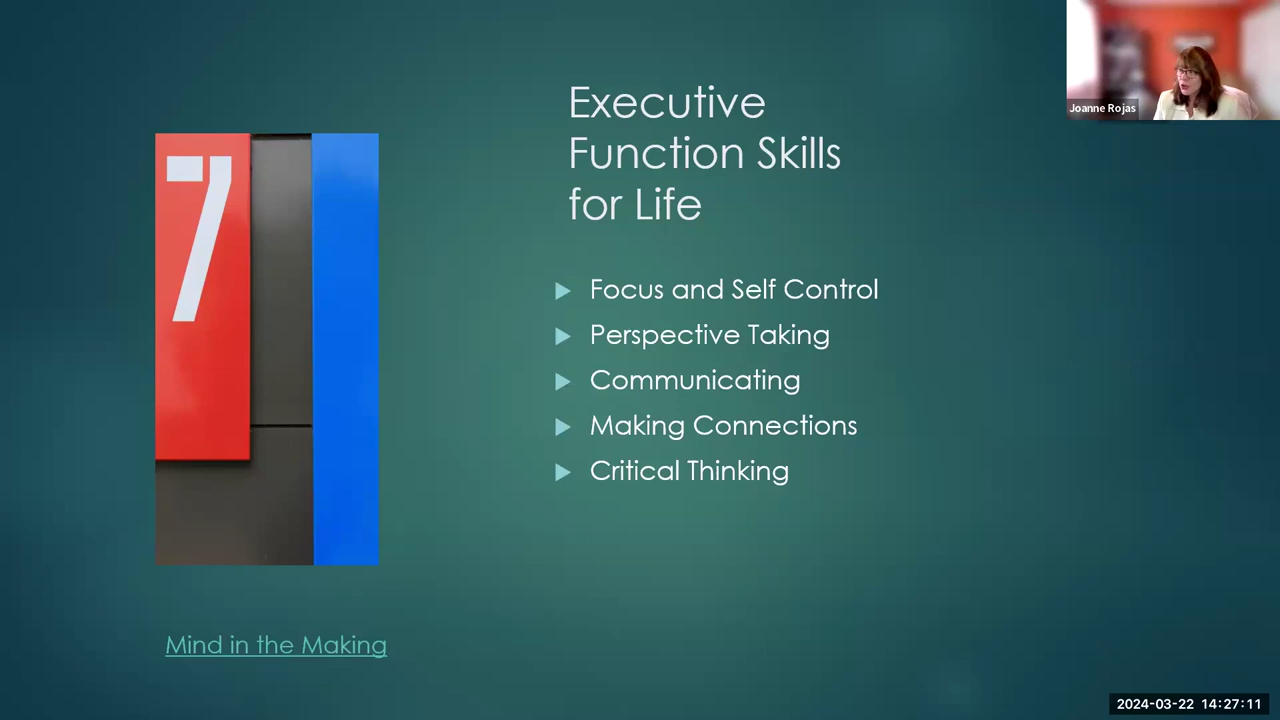 Joanne Rojas
Executive
Function Skills
for Life
7
Focus and Self Control
Perspective Taking
Communicating
Making Connections
Critical Thinking
Mind in the Making
2024-03-22 14:27:11